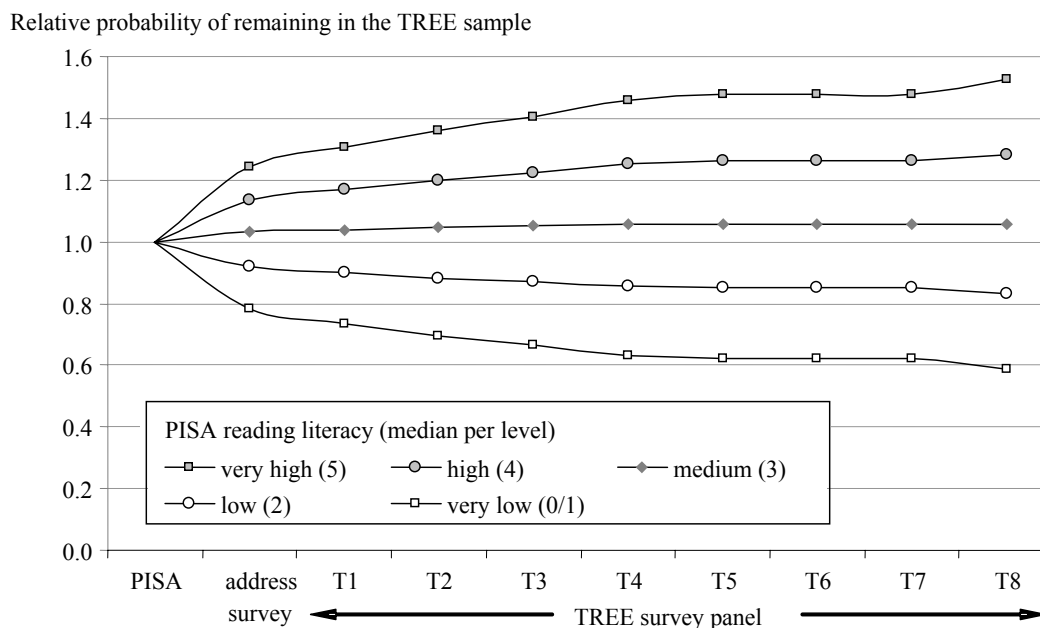 Relative probability of remaining in the TREE sample
1.6
1.4
1.2
1.0
0.8
0.6
0.4
0.2
0.0
PISA reading literacy (median per level)
very high (5) high (4) medium (3)
low (2) very low (0/1)
PISA address survey T1 T2 T3 T4 T5 T6 T7 T8
TREE survey panel